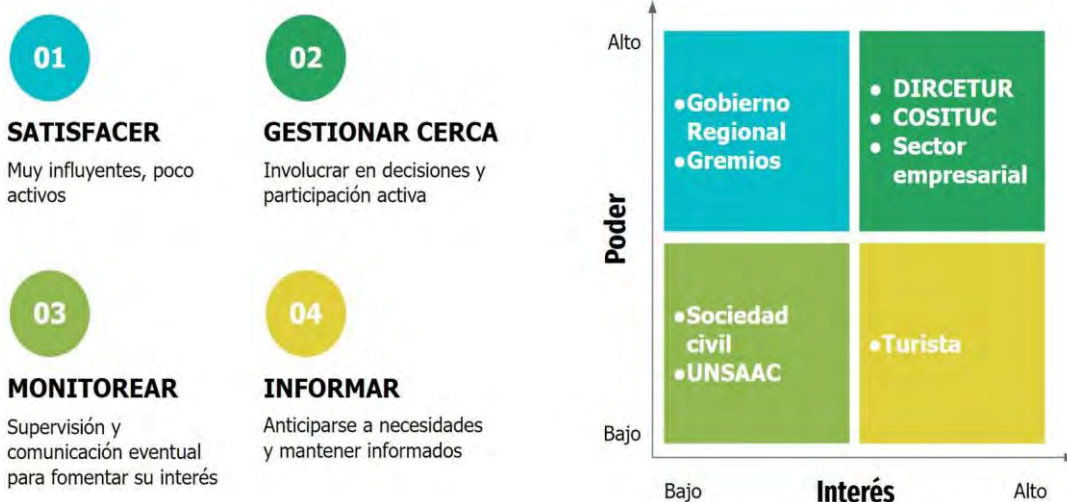 01
02
SATISFACER
GESTIONAR CERCA
Muy influyentes, poco
activos
Involucrar en decisiones y
participación activa
03
04
MONITOREAR
INFORMAR
Supervisión y
comunicación eventual
para fomentar su interés
Anticiparse a necesidades
y mantener informados
Alto
Poder
Bajo
•Gobierno
Regional
•Gremios
• DIRCETUR
• COSITUC
• Sector
empresarial
•Sociedad
civil
•UNSAAC
•Turista
Bajo
Interés
Alto